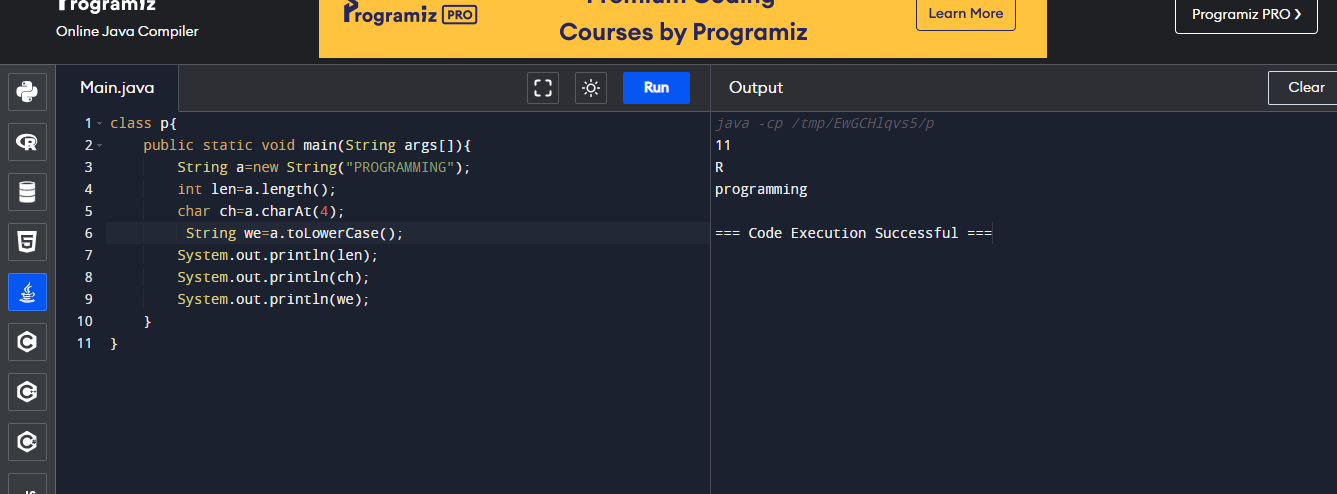 Programiz
Online Java Compiler
Programiz PRO
Premium Coding
Courses by Programiz
Learn More
Programiz PRO ❯
Main.java
Run
Output
Clear
1 class p{
2     public static void main(String args[]){
3         String a=new String("PROGRAMMING");
4         int len=a.length();
5         char ch=a.charAt(4);
6          String we=a.toLowerCase();
7         System.out.println(len);
8         System.out.println(ch);
9         System.out.println(we);
10     }
11 }
java -cp /tmp/EwGCHlqvs5/p
11
R
programming
=== Code Execution Successful ===